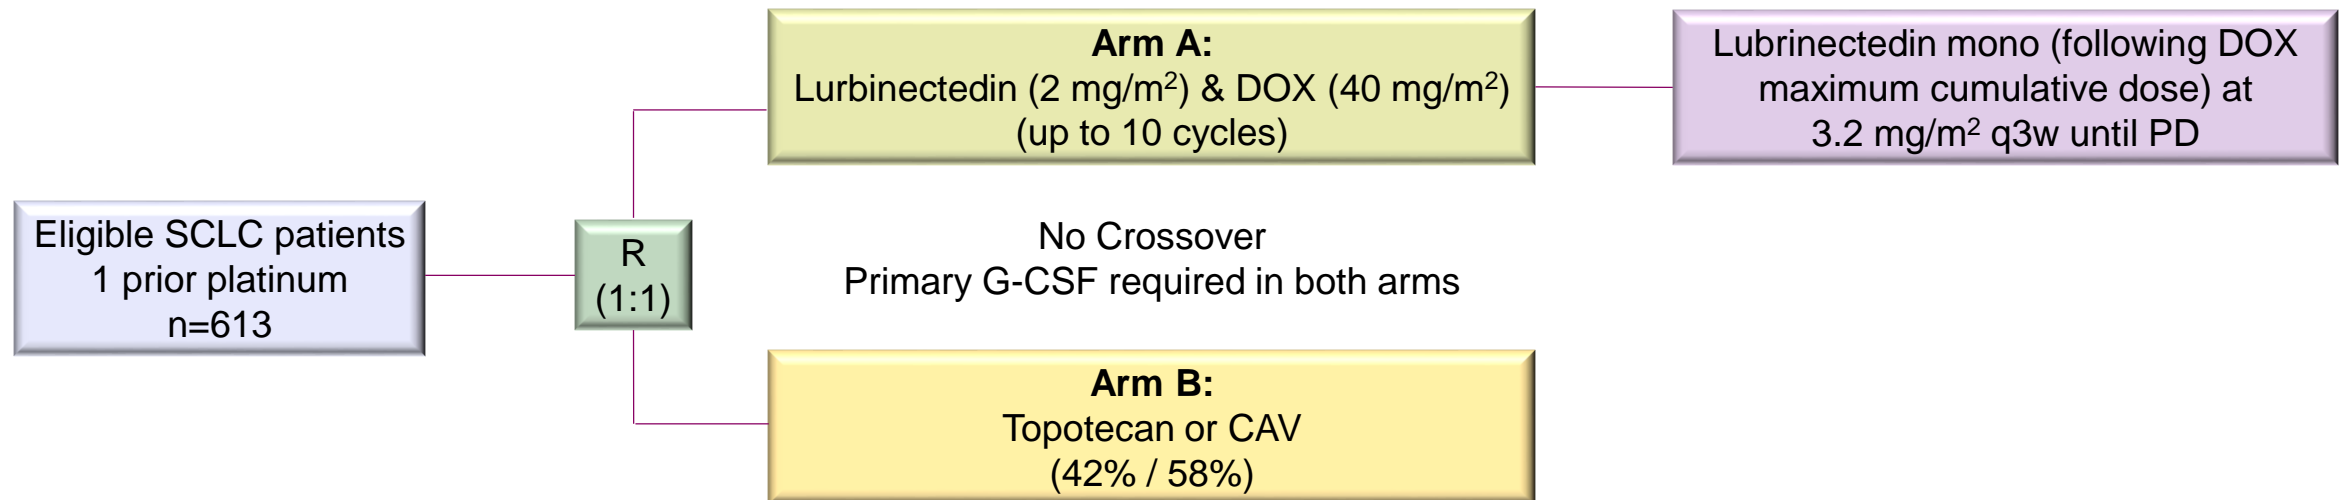 Arm A:
Lurbinectedin (2 mg/m²) & DOX (40 mg/m²)
(up to 10 cycles)
Lubrinectedin mono (following DOX
maximum cumulative dose) at
3.2 mg/m² q3w until PD
Eligible SCLC patients
1 prior platinum
n=613
R
(1:1)
No Crossover
Primary G-CSF required in both arms
Arm B:
Topotecan or CAV
(42% / 58%)